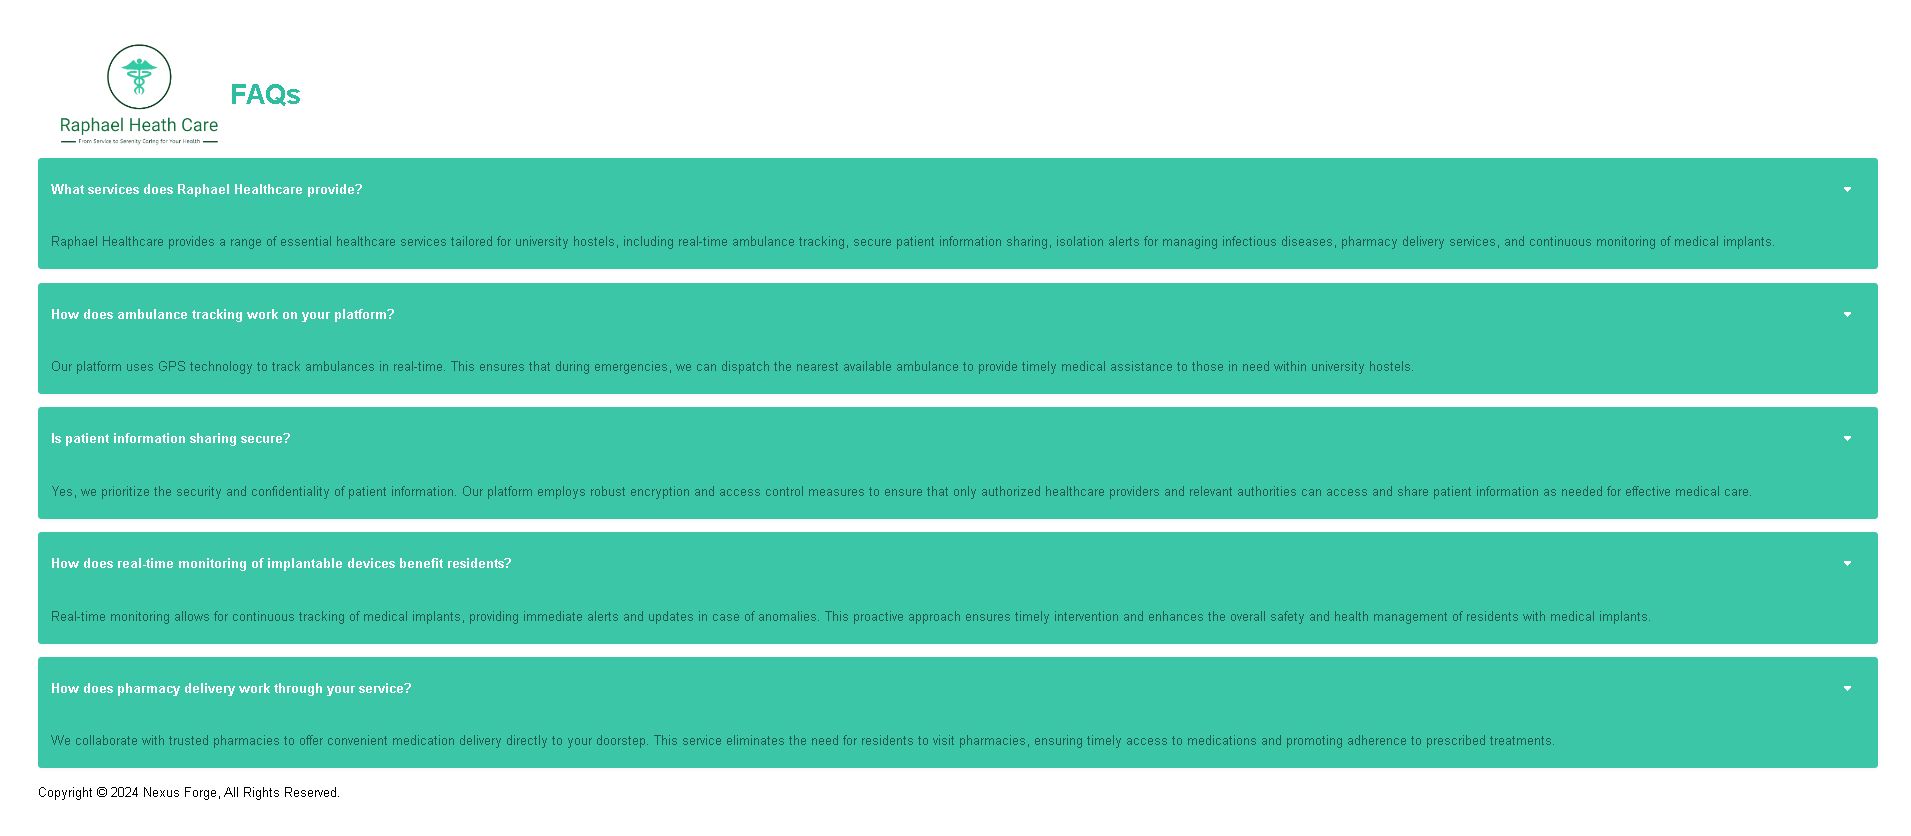 Raphael Heath Care
From Service to Serenity Caring for Your Health
FAQs
What services does Raphael Healthcare provide?
Raphael Healthcare provides a range of essential healthcare services tailored for university hostels, including real-time ambulance tracking, secure patient information sharing, isolation alerts for managing infectious diseases, pharmacy delivery services, and continuous monitoring of medical implants.
How does ambulance tracking work on your platform?
Our platform uses GPS technology to track ambulances in real-time. This ensures that during emergencies, we can dispatch the nearest available ambulance to provide timely medical assistance to those in need within university hostels.
Is patient information sharing secure?
Yes, we prioritize the security and confidentiality of patient information. Our platform employs robust encryption and access control measures to ensure that only authorized healthcare providers and relevant authorities can access and share patient information as needed for effective medical care.
How does real-time monitoring of implantable devices benefit residents?
Real-time monitoring allows for continuous tracking of medical implants, providing immediate alerts and updates in case of anomalies. This proactive approach ensures timely intervention and enhances the overall safety and health management of residents with medical implants.
How does pharmacy delivery work through your service?
We collaborate with trusted pharmacies to offer convenient medication delivery directly to your doorstep. This service eliminates the need for residents to visit pharmacies, ensuring timely access to medications and promoting adherence to prescribed treatments.
Copyright © 2024 Nexus Forge, All Rights Reserved.